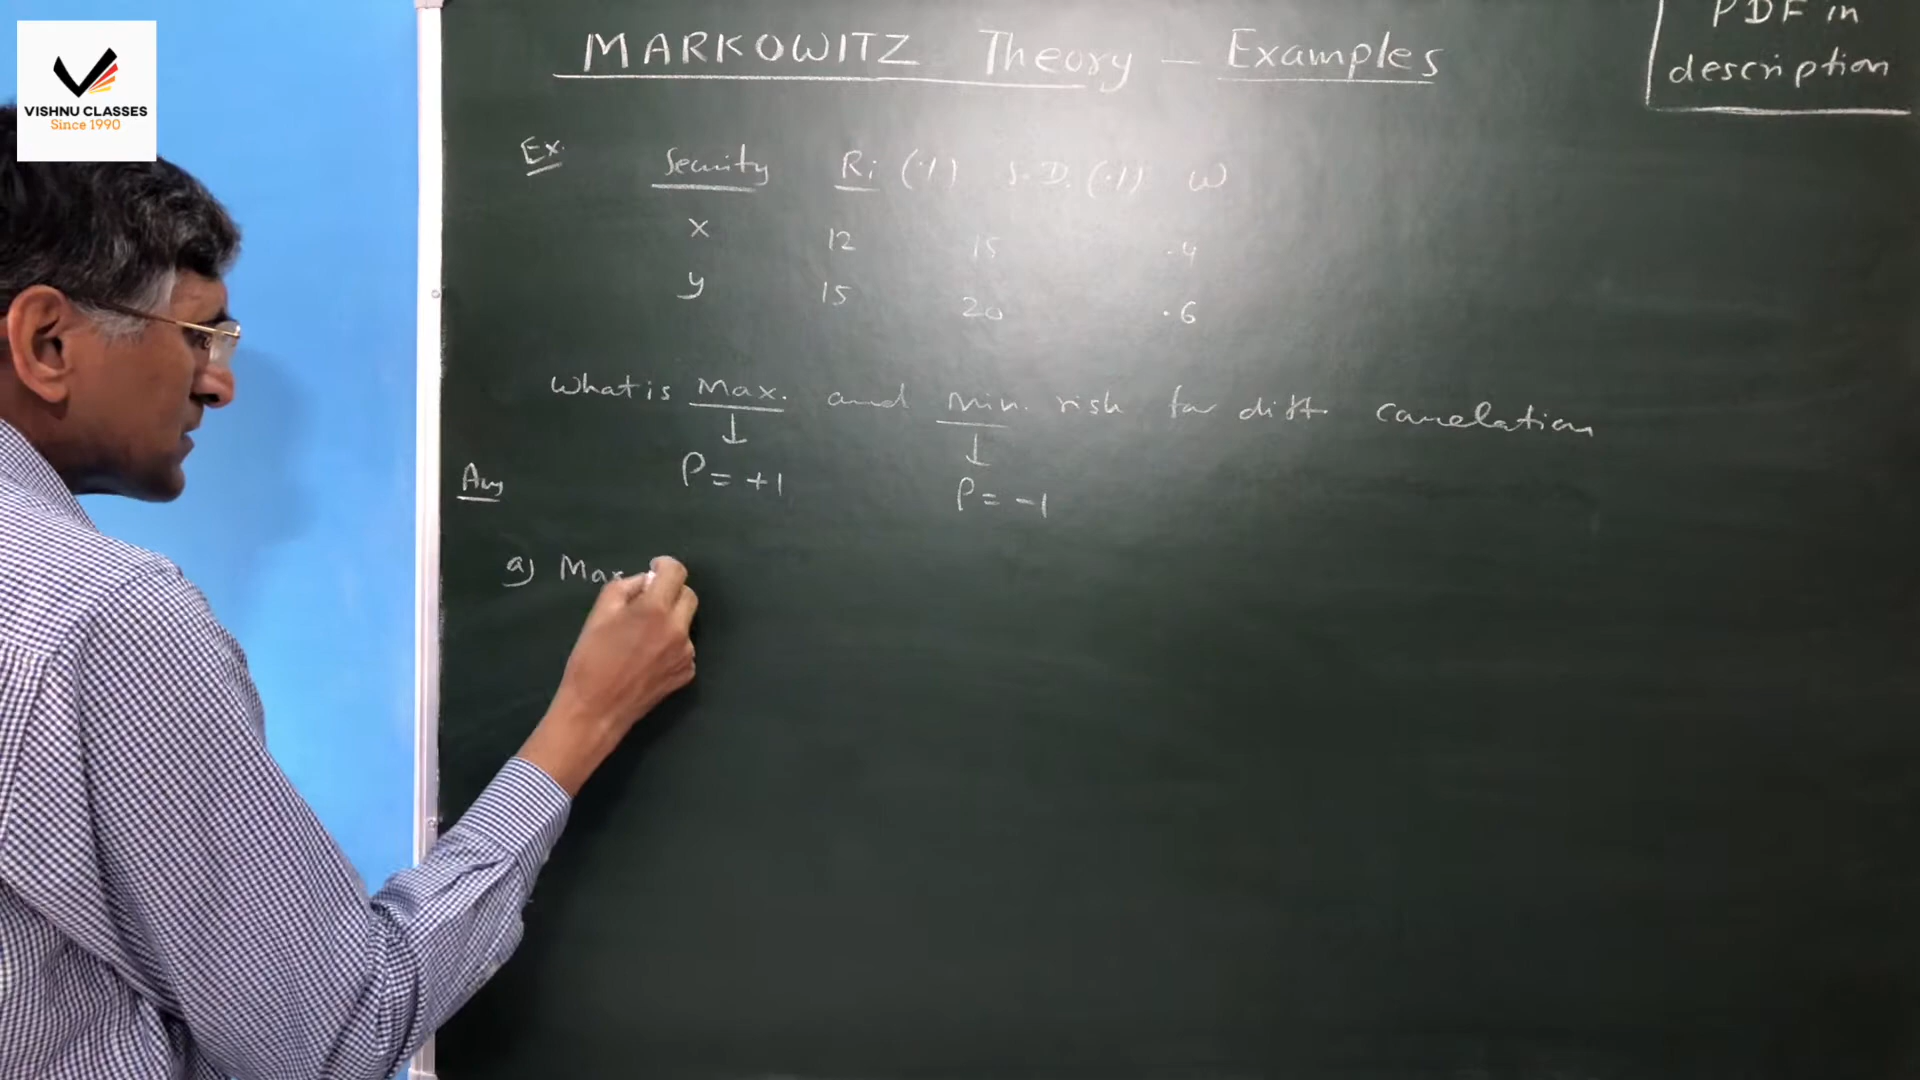 VISHNU CLASSES
Since 1990
MARKOWITZ Theory - Examples
PDF in
description
Ex. Security Ri (%) S.D. (%) W
X 12 15 .4
y 15 20 .6
What is Max. and Min. risk for diff. correlation
↓ ↓
ρ = +1 ρ = -1
Ans
a) Max